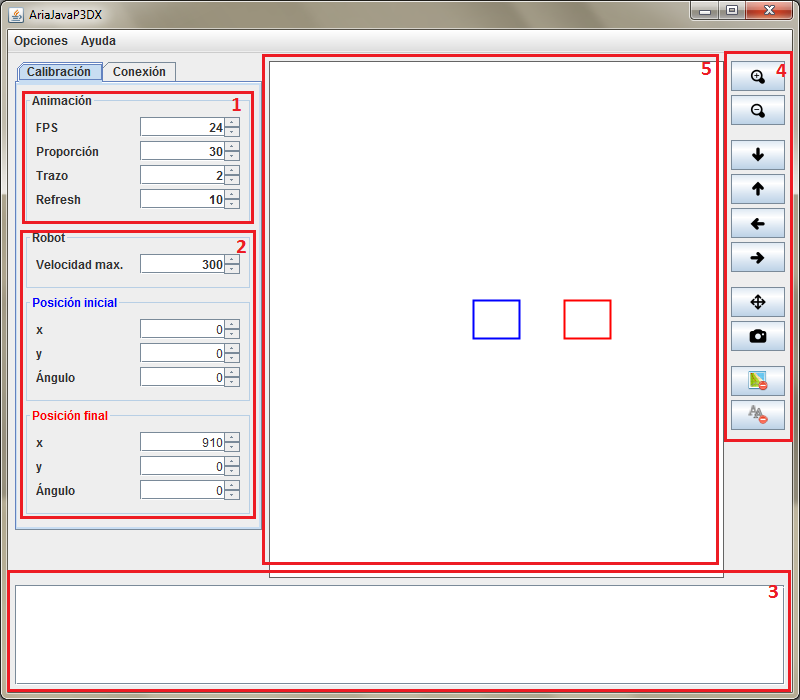 AriaJavaP3DX
Opciones Ayuda
Calibración Conexión
Animación 1
FPS 24
Proporción 30
Trazo 2
Refresh 10
Robot 2
Velocidad max. 300
Posición inicial
x 0
y 0
Ángulo 0
Posición final
x 910
y 0
Ángulo 0
5
4
AA
3